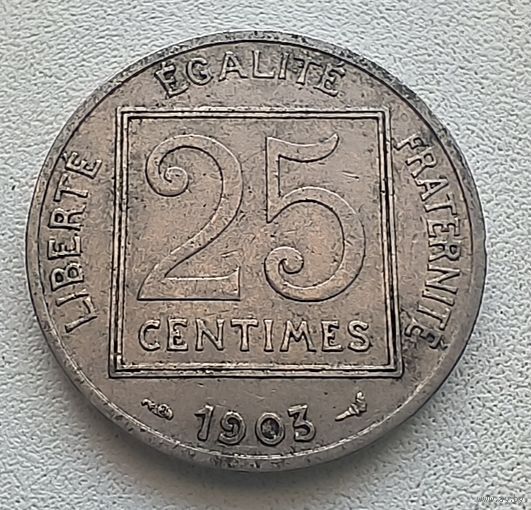 LIBERTÉ
ÉGALITÉ
FRATERNITÉ
25
CENTIMES
1903